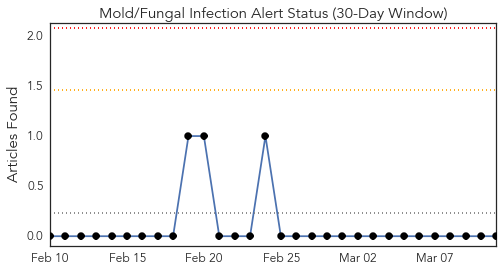 Mold/Fungal Infection Alert Status (30-Day Window)
Articles Found
2.0
1.5
1.0
0.5
0.0
Feb 10 Feb 15 Feb 20 Feb 25 Mar 02 Mar 07